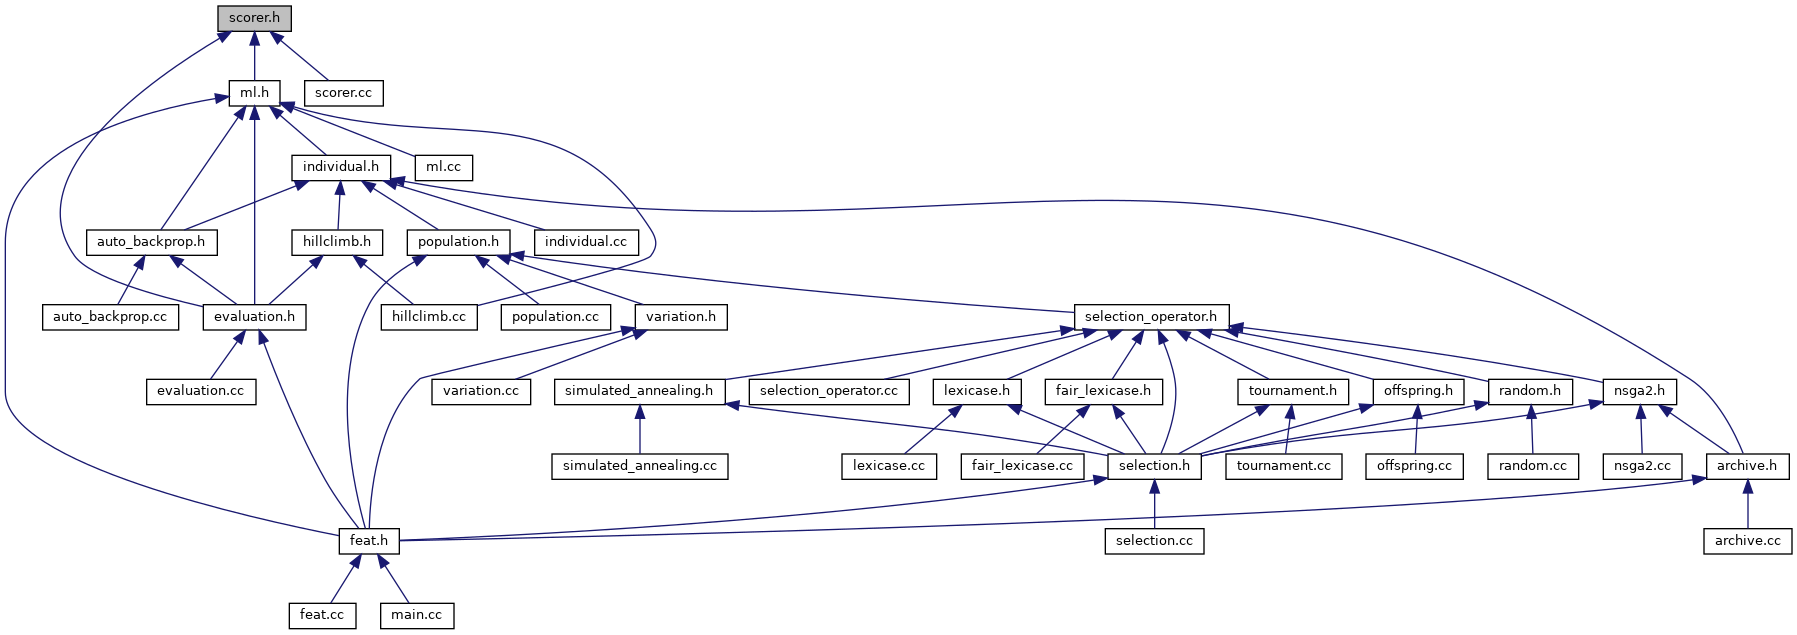 scorer.h
ml.h
scorer.cc
individual.h
ml.cc
auto_backprop.h
hillclimb.h
population.h
individual.cc
auto_backprop.cc
evaluation.h
hillclimb.cc
population.cc
variation.h
selection_operator.h
evaluation.cc
variation.cc
simulated_annealing.h
selection_operator.cc
lexicase.h
fair_lexicase.h
tournament.h
offspring.h
random.h
nsga2.h
simulated_annealing.cc
lexicase.cc
fair_lexicase.cc
selection.h
tournament.cc
offspring.cc
random.cc
nsga2.cc
archive.h
feat.h
selection.cc
archive.cc
feat.cc
main.cc